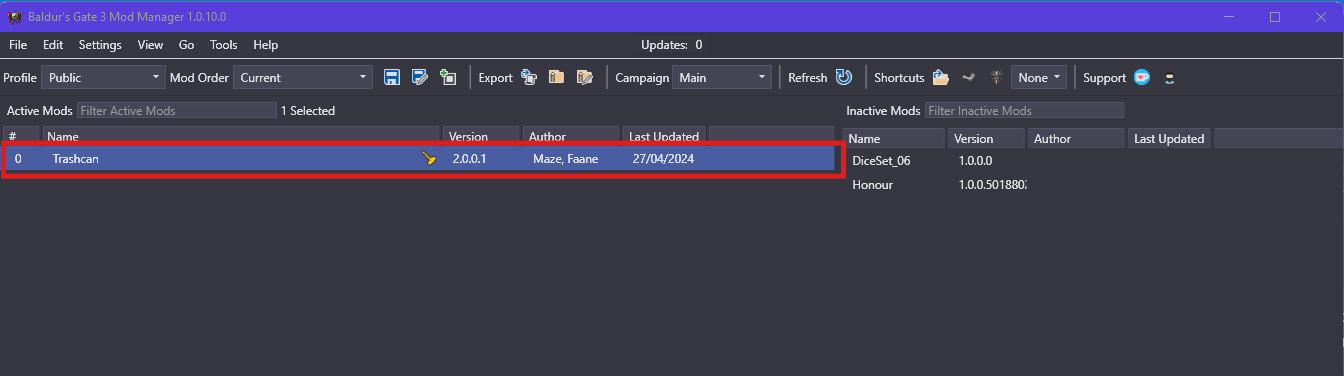 Baldur's Gate 3 Mod Manager 1.0.10.0
File Edit Settings View Go Tools Help Updates: 0
Profile Public Mod Order Current Export Campaign Main Refresh Shortcuts None Support
Active Mods Filter Active Mods 1 Selected Inactive Mods Filter Inactive Mods
# Name Version Author Last Updated Name Version Author Last Updated
0 Trashcan 2.0.0.1 Maze, Faane 27/04/2024 DiceSet_06 1.0.0.0
Honour 1.0.0.501880